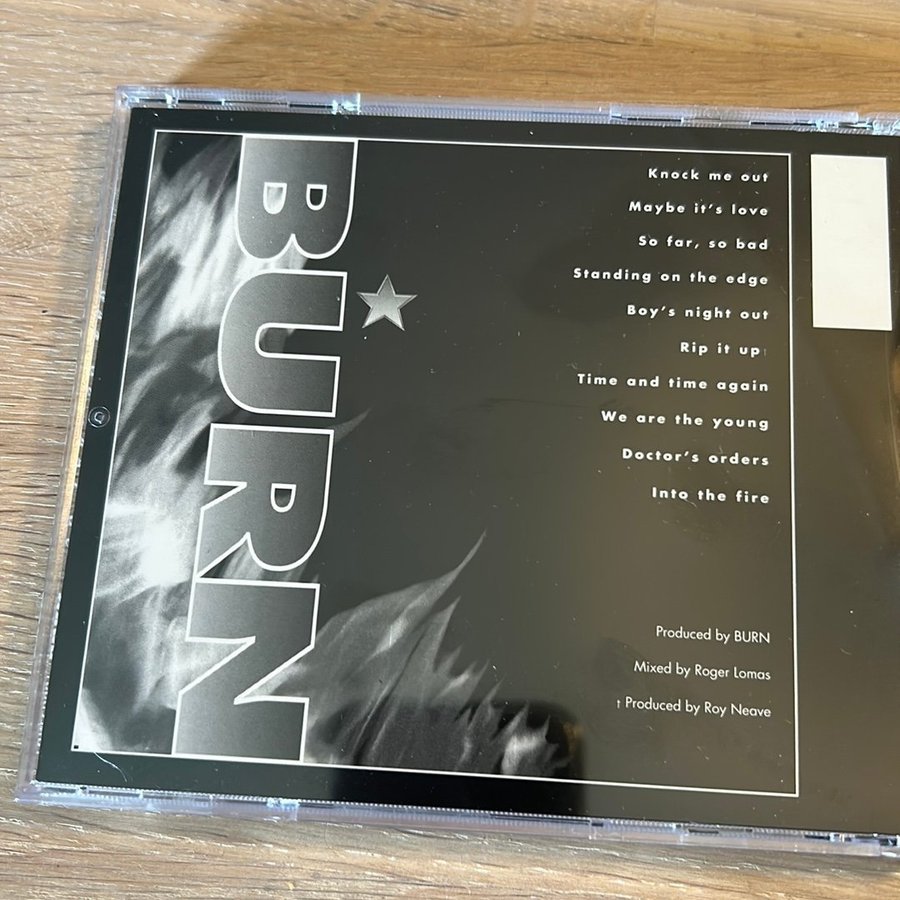 BURN
Knock me out
Maybe it's love
So far, so bad
Standing on the edge
Boy's night out
Rip it up†
Time and time again
We are the young
Doctor's orders
Into the fire
Produced by BURN
Mixed by Roger Lomas
† Produced by Roy Neave